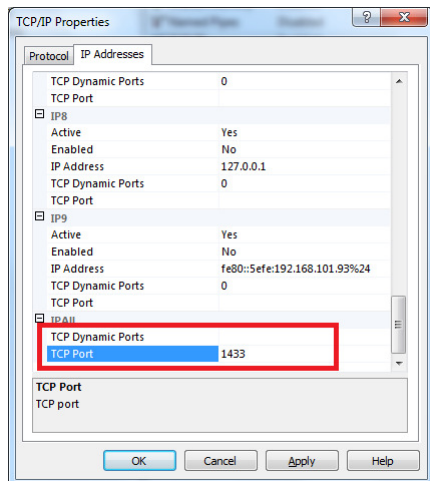 TCP/IP Properties
Protocol IP Addresses
TCP Dynamic Ports 0
TCP Port
IP8
Active Yes
Enabled No
IP Address 127.0.0.1
TCP Dynamic Ports 0
TCP Port
IP9
Active Yes
Enabled No
IP Address fe80::5efe:192.168.101.93%24
TCP Dynamic Ports 0
TCP Port
IPAll
TCP Dynamic Ports
TCP Port 1433
TCP Port
TCP port
OK Cancel Apply Help